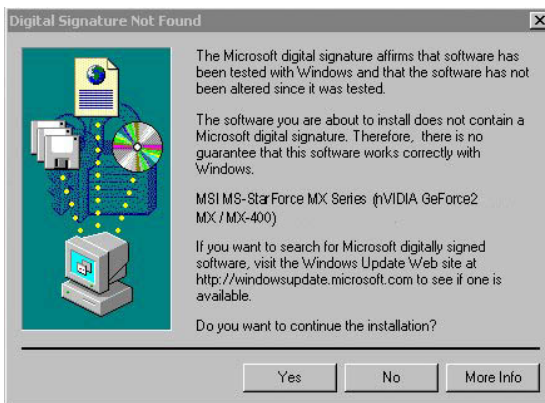 Digital Signature Not Found
The Microsoft digital signature affirms that software has
been tested with Windows and that the software has not
been altered since it was tested.
The software you are about to install does not contain a
Microsoft digital signature. Therefore, there is no
guarantee that this software works correctly with
Windows.
MSI MS-StarForce MX Series (nVIDIA GeForce2
MX / MX-400)
If you want to search for Microsoft digitally signed
software, visit the Windows Update Web site at
http://windowsupdate.microsoft.com to see if one is
available.
Do you want to continue the installation?
Yes No More Info